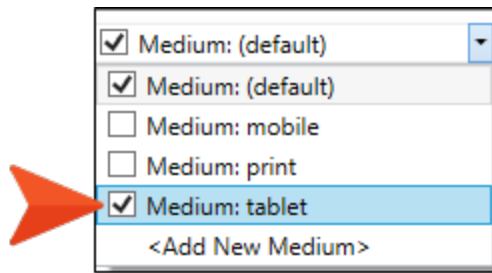 Medium: (default)
Medium: (default)
Medium: mobile
Medium: print
Medium: tablet
<Add New Medium>